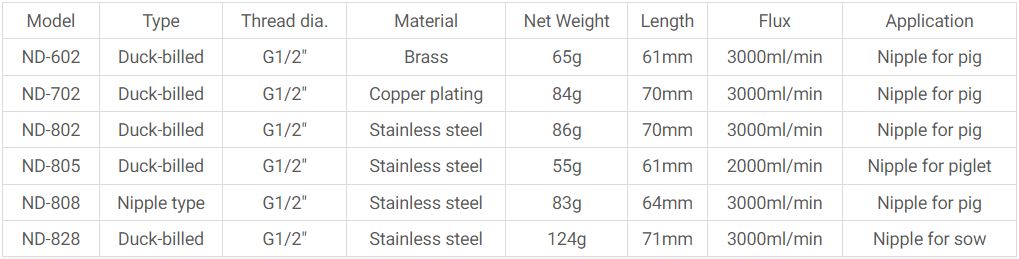 Model Type Thread dia. Material Net Weight Length Flux Application
ND-602 Duck-billed G1/2" Brass 65g 61mm 3000ml/min Nipple for pig
ND-702 Duck-billed G1/2" Copper plating 84g 70mm 3000ml/min Nipple for pig
ND-802 Duck-billed G1/2" Stainless steel 86g 70mm 3000ml/min Nipple for pig
ND-805 Duck-billed G1/2" Stainless steel 55g 61mm 2000ml/min Nipple for piglet
ND-808 Nipple type G1/2" Stainless steel 83g 64mm 3000ml/min Nipple for pig
ND-828 Duck-billed G1/2" Stainless steel 124g 71mm 3000ml/min Nipple for sow